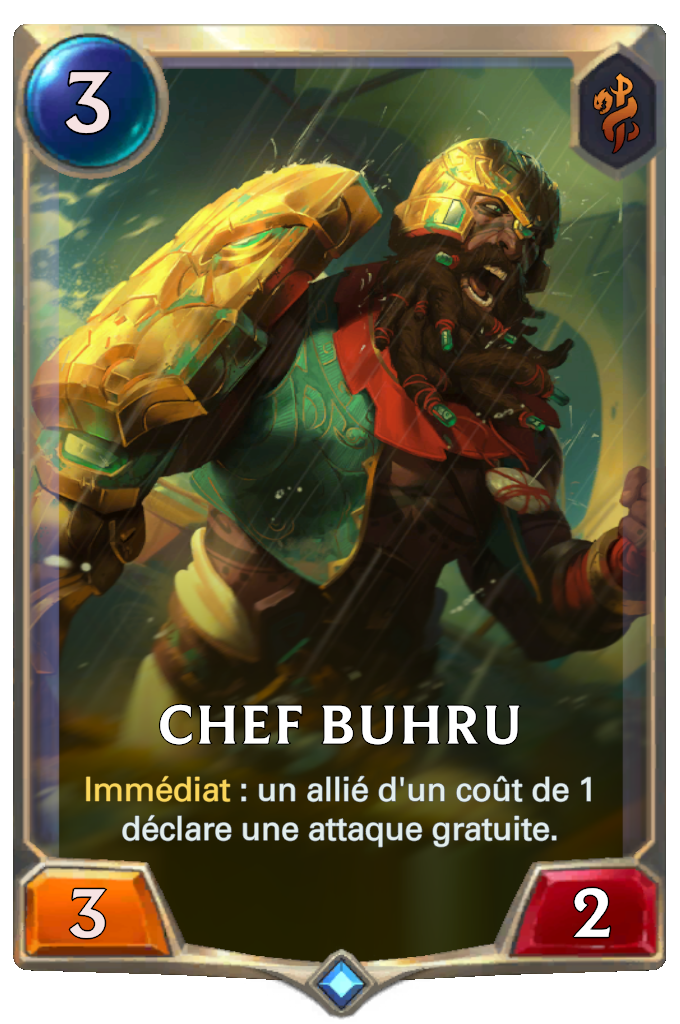 3
CHEF BUHRU
Immédiat : un allié d'un coût de 1
déclare une attaque gratuite.
3
2